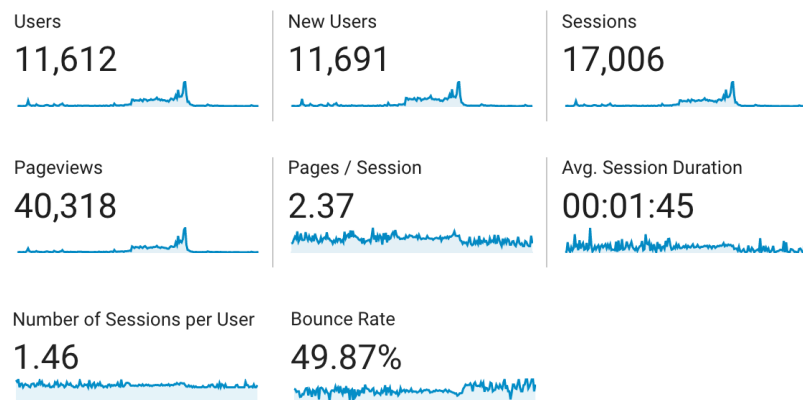 Users
11,612
New Users
11,691
Sessions
17,006
Pageviews
40,318
Pages / Session
2.37
Avg. Session Duration
00:01:45
Number of Sessions per User
1.46
Bounce Rate
49.87%